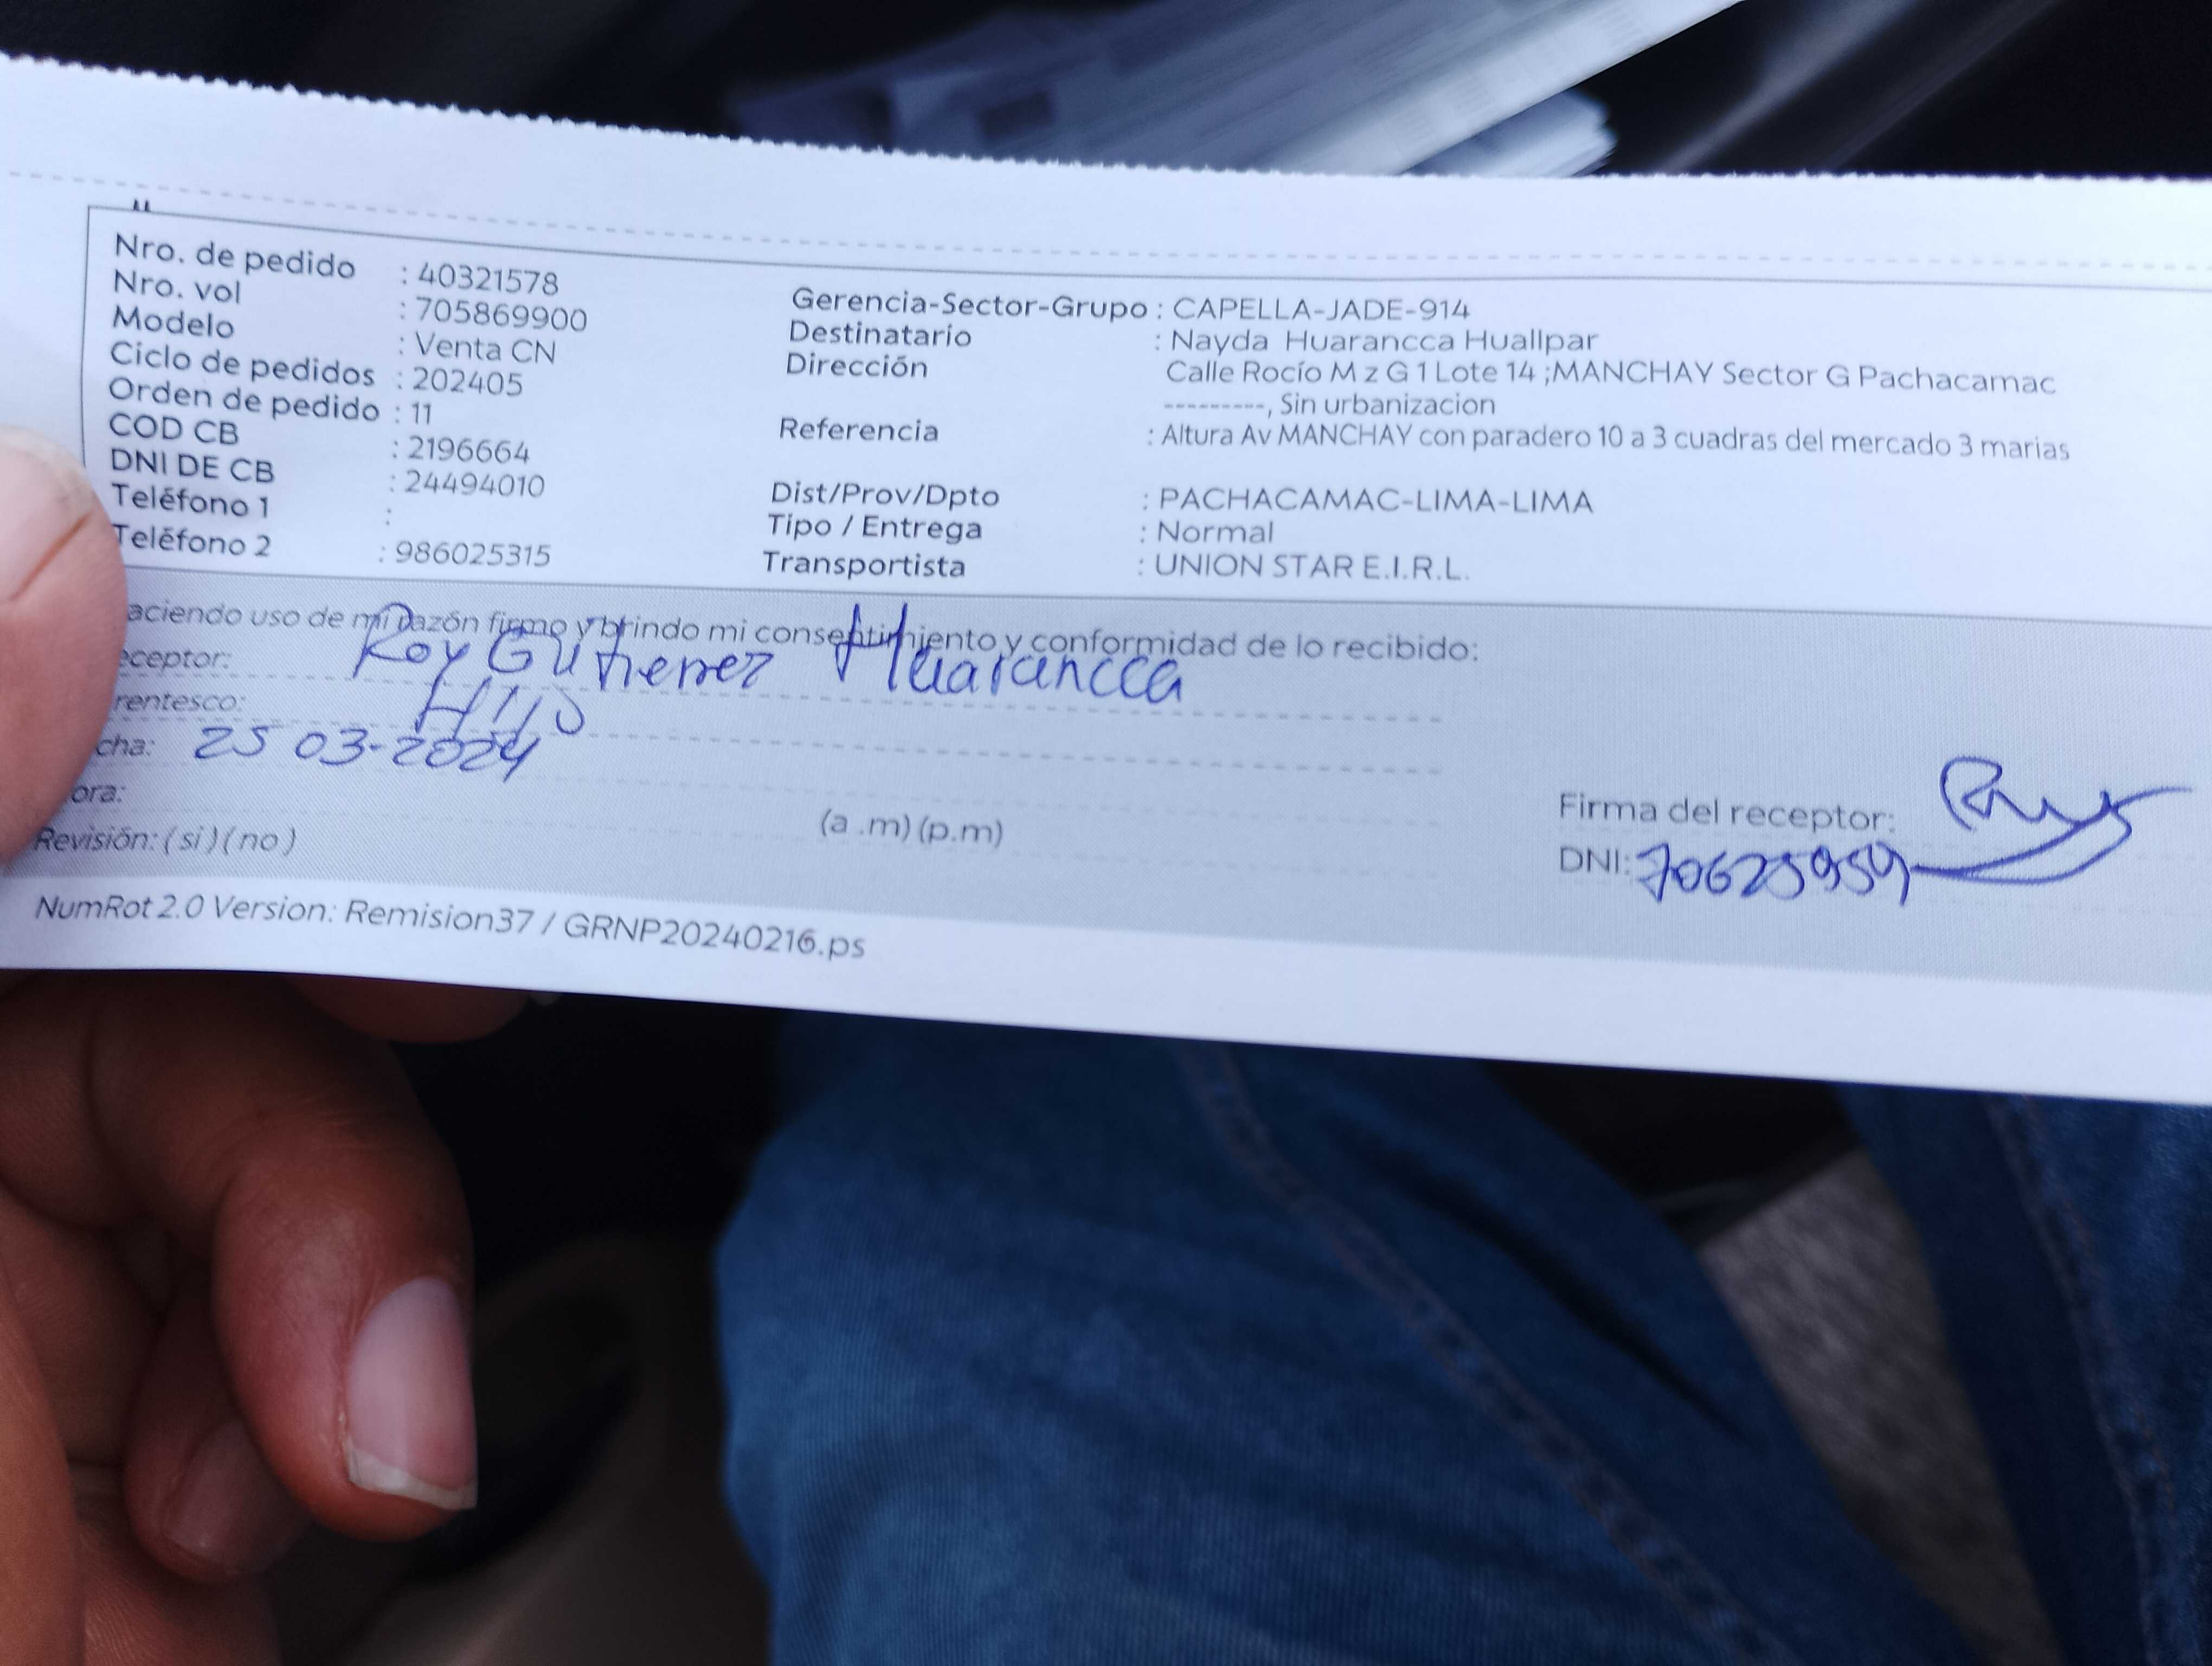 Nro. de pedido : 40321578
Nro. vol : 705869900
Modelo : Venta CN
Ciclo de pedidos : 202405
Orden de pedido : 11
COD CB : 2196664
DNI DE CB : 24494010
Teléfono 1 :
Teléfono 2 : 986025315
Gerencia-Sector-Grupo : CAPELLA-JADE-914
Destinatario : Nayda Huarancca Huallpar
Dirección Calle Rocío M z G 1 Lote 14 ;MANCHAY Sector G Pachacamac
---------, Sin urbanizacion
Referencia : Altura Av MANCHAY con paradero 10 a 3 cuadras del mercado 3 marias
Dist/Prov/Dpto : PACHACAMAC-LIMA-LIMA
Tipo / Entrega : Normal
Transportista : UNION STAR E.I.R.L.
aciendo uso de mi razón firmo y brindo mi consentimiento y conformidad de lo recibido:
eceptor: Roy Gutierrez Huarancca
rentesco: Hijo
cha: 25 03-2024
ora: (a .m) (p.m)
Revisión: ( si ) ( no )
Firma del receptor:
DNI: 70625959
NumRot 2.0 Version: Remision37 / GRNP20240216.ps